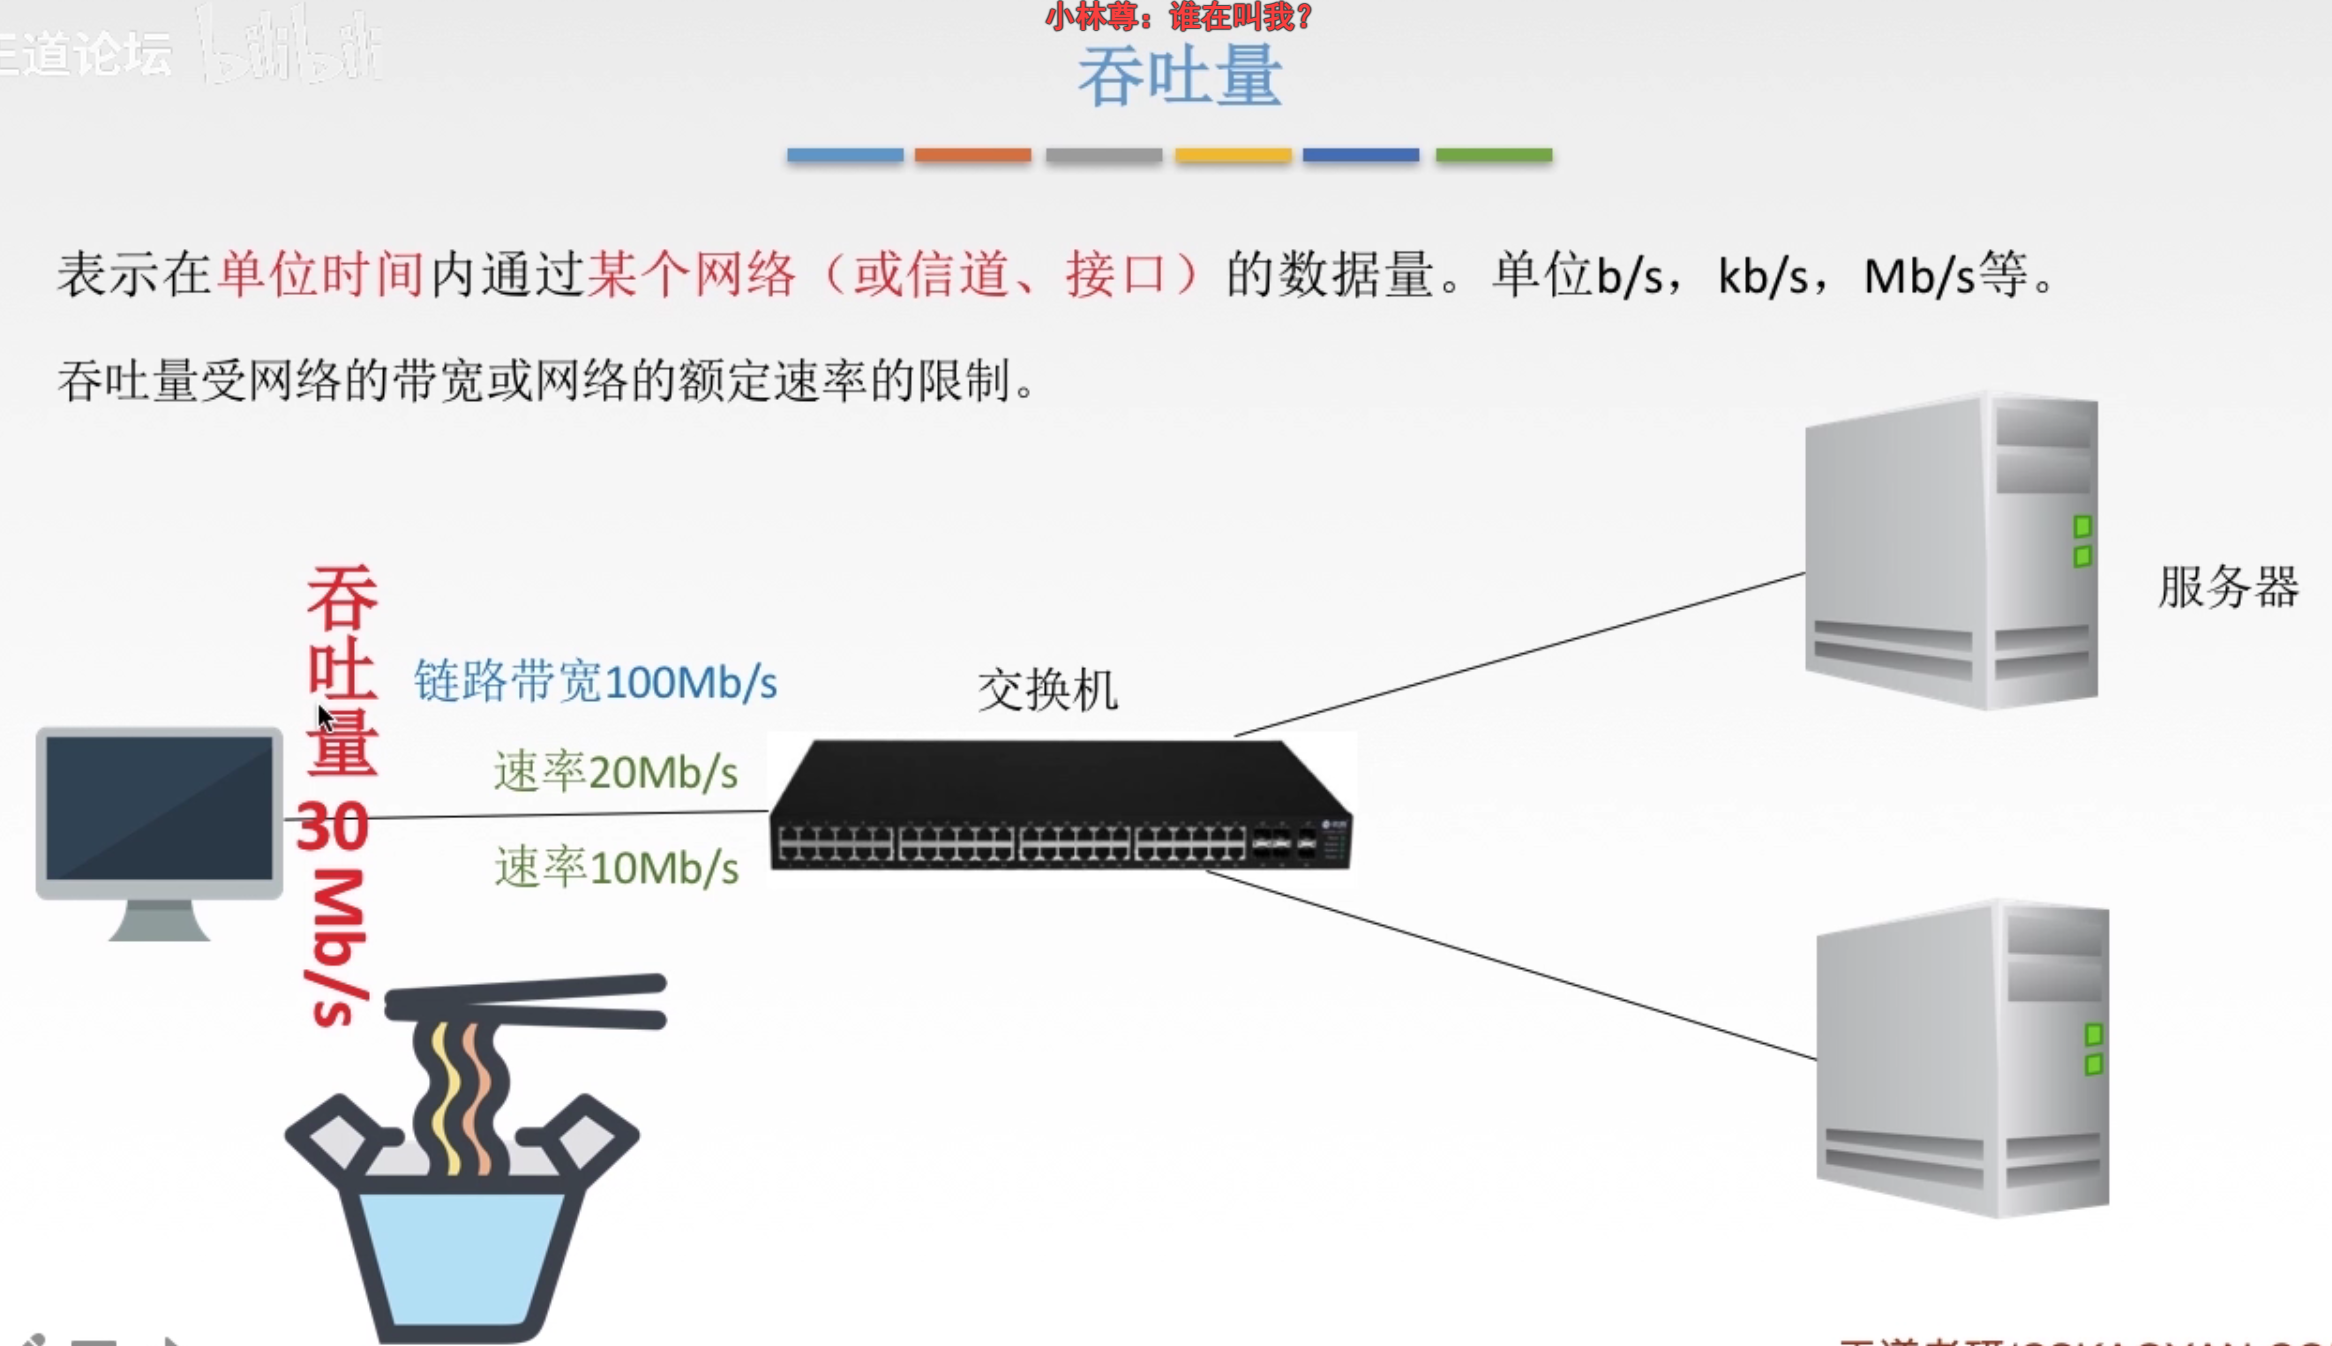 小林尊：谁在叫我？
王道论坛 bilibili
吞吐量
表示在单位时间内通过某个网络（或信道、接口）的数据量。单位b/s，kb/s，Mb/s等。
吞吐量受网络的带宽或网络的额定速率的限制。
服务器
吞吐量 30 Mb/s
链路带宽100Mb/s
交换机
速率20Mb/s
速率10Mb/s